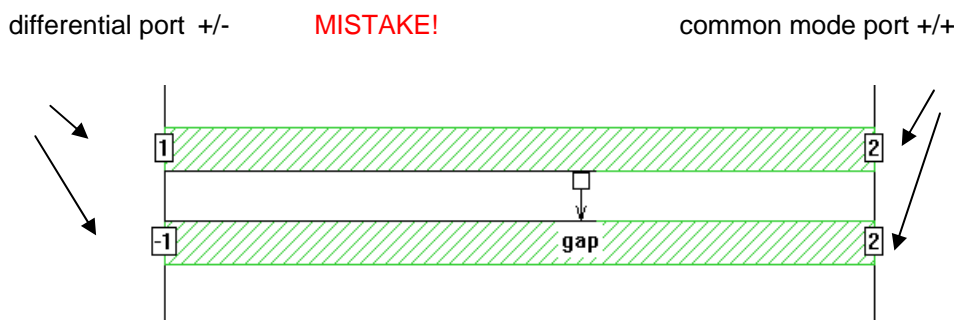 differential port +/- MISTAKE! common mode port +/+
1 2
gap
-1 2